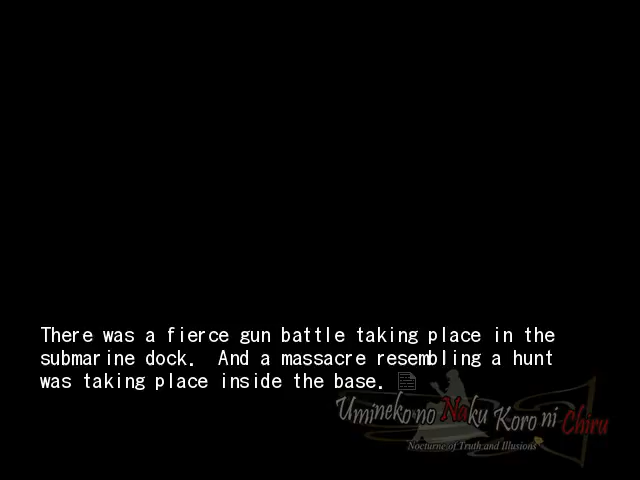 There was a fierce gun battle taking place in the
submarine dock.  And a massacre resembling a hunt
was taking place inside the base.
Umineko no Naku Koro ni Chiru
Nocturne of Truth and Illusions